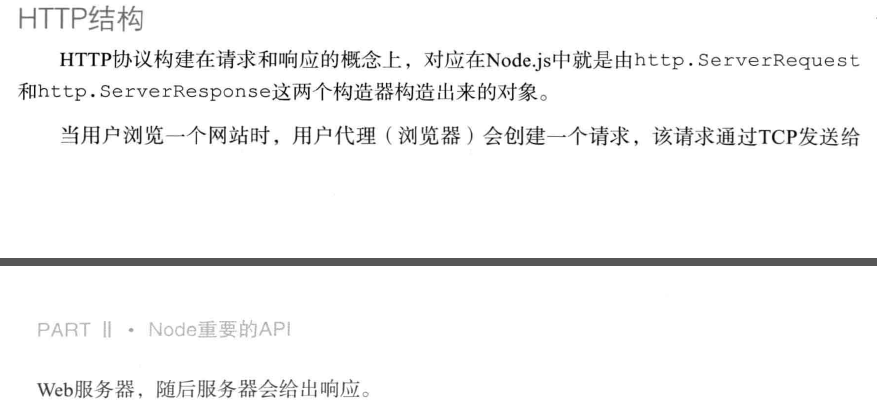 HTTP结构
HTTP协议构建在请求和响应的概念上，对应在Node.js中就是由http.ServerRequest
和http.ServerResponse这两个构造器构造出来的对象。
当用户浏览一个网站时，用户代理（浏览器）会创建一个请求，该请求通过TCP发送给
PART II • Node重要的API
Web服务器，随后服务器会给出响应。